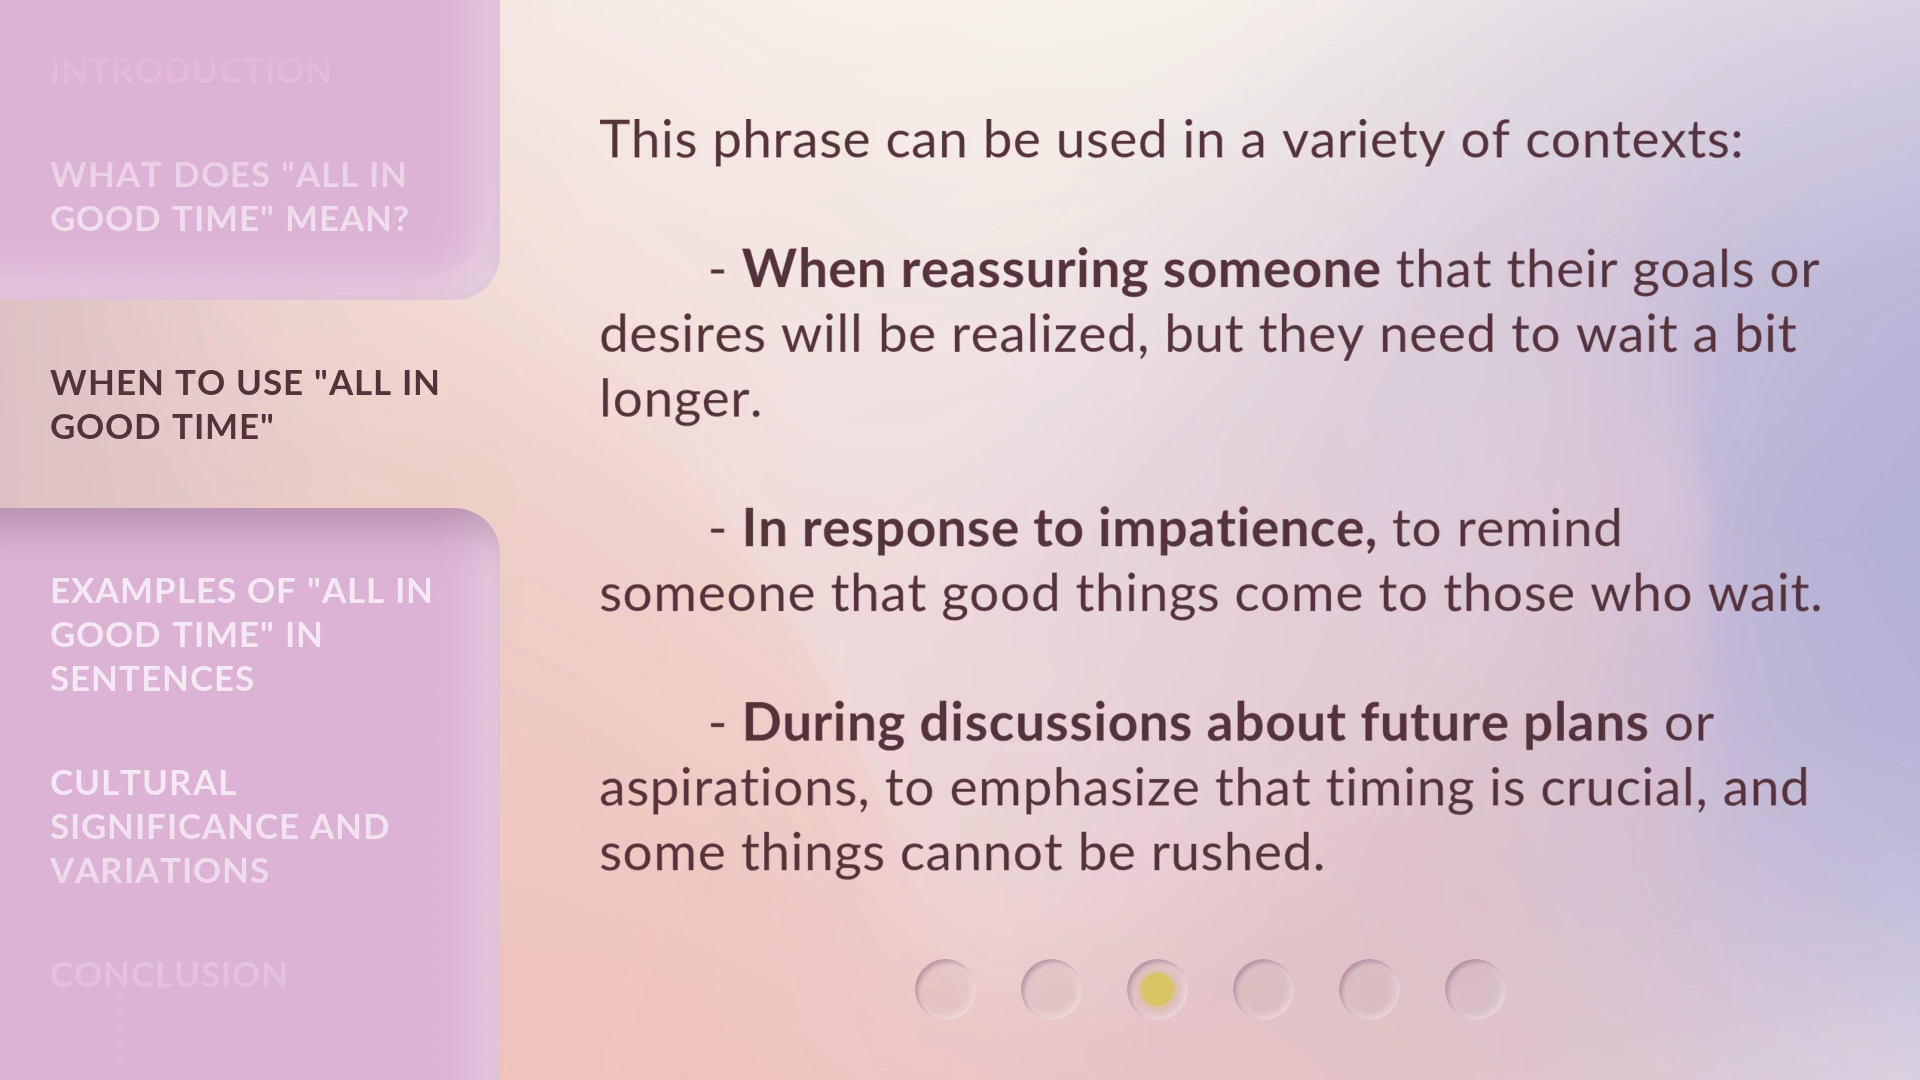 INTRODUCTION
WHAT DOES "ALL IN
GOOD TIME" MEAN?
WHEN TO USE "ALL IN
GOOD TIME"
EXAMPLES OF "ALL IN
GOOD TIME" IN
SENTENCES
CULTURAL
SIGNIFICANCE AND
VARIATIONS
CONCLUSION
This phrase can be used in a variety of contexts:
- When reassuring someone that their goals or
desires will be realized, but they need to wait a bit
longer.
- In response to impatience, to remind
someone that good things come to those who wait.
- During discussions about future plans or
aspirations, to emphasize that timing is crucial, and
some things cannot be rushed.